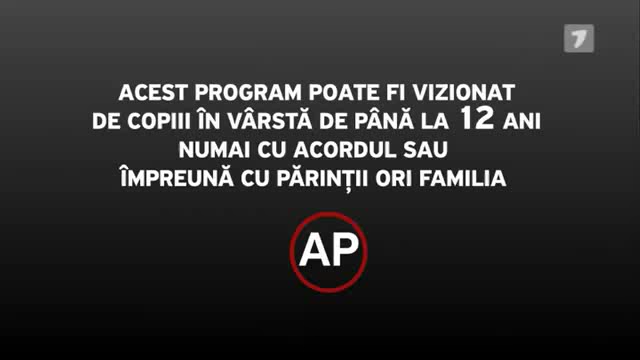 ACEST PROGRAM POATE FI VIZIONAT
DE COPIII ÎN VÂRSTĂ DE PÂNĂ LA 12 ANI
NUMAI CU ACORDUL SAU
ÎMPREUNĂ CU PĂRINȚII ORI FAMILIA
AP
7